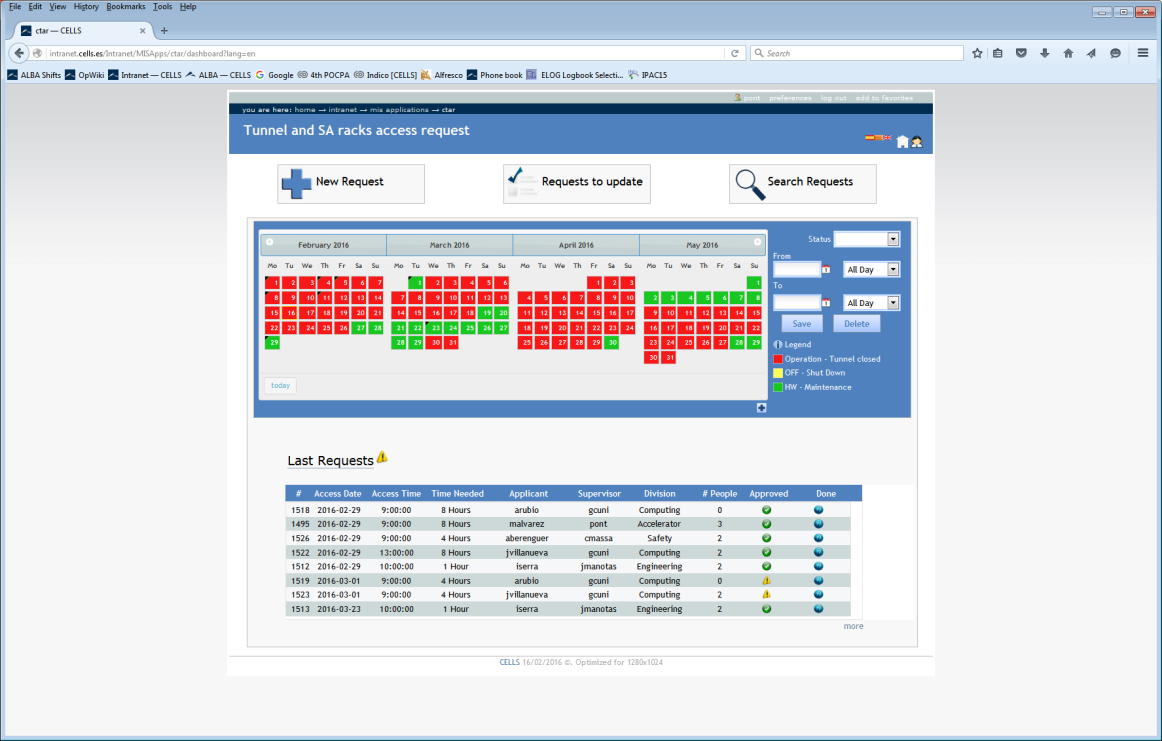 File Edit View History Bookmarks Tools Help
ctar — CELLS
intranet.cells.es/Intranet/MISApps/ctar/dashboard?lang=en
Search
ALBA Shifts OpWiki Intranet — CELLS ALBA — CELLS Google 4th POCPA Indico [CELLS] Alfresco Phone book ELOG Logbook Selecti... IPAC15
pont preferences log out add to favorites
you are here: home → intranet → mis applications → ctar
Tunnel and SA racks access request
New Request Requests to update Search Requests
February 2016 March 2016 April 2016 May 2016
Mo Tu We Th Fr Sa Su Mo Tu We Th Fr Sa Su Mo Tu We Th Fr Sa Su Mo Tu We Th Fr Sa Su
1 2 3 4 5 6 7 1 2 3 4 5 6 1 2 3 1
8 9 10 11 12 13 14 7 8 9 10 11 12 13 4 5 6 7 8 9 10 2 3 4 5 6 7 8
15 16 17 18 19 20 21 14 15 16 17 18 19 20 11 12 13 14 15 16 17 9 10 11 12 13 14 15
22 23 24 25 26 27 28 21 22 23 24 25 26 27 18 19 20 21 22 23 24 16 17 18 19 20 21 22
29 28 29 30 31 25 26 27 28 29 30 23 24 25 26 27 28 29
30 31
today
Status
From
All Day
To
All Day
Save Delete
Legend
Operation - Tunnel closed
OFF - Shut Down
HW - Maintenance
Last Requests
# Access Date Access Time Time Needed Applicant Supervisor Division # People Approved Done
1518 2016-02-29 9:00:00 8 Hours arubio gcuni Computing 0
1495 2016-02-29 9:00:00 8 Hours malvarez pont Accelerator 3
1526 2016-02-29 9:00:00 4 Hours aberenguer cmassa Safety 2
1522 2016-02-29 13:00:00 8 Hours jvillanueva gcuni Computing 2
1512 2016-02-29 10:00:00 1 Hour iserra jmanotas Engineering 2
1519 2016-03-01 9:00:00 4 Hours arubio gcuni Computing 0
1523 2016-03-01 9:00:00 4 Hours jvillanueva gcuni Computing 2
1513 2016-03-23 10:00:00 1 Hour iserra jmanotas Engineering 2
more
CELLS 16/02/2016 ©. Optimized for 1280x1024